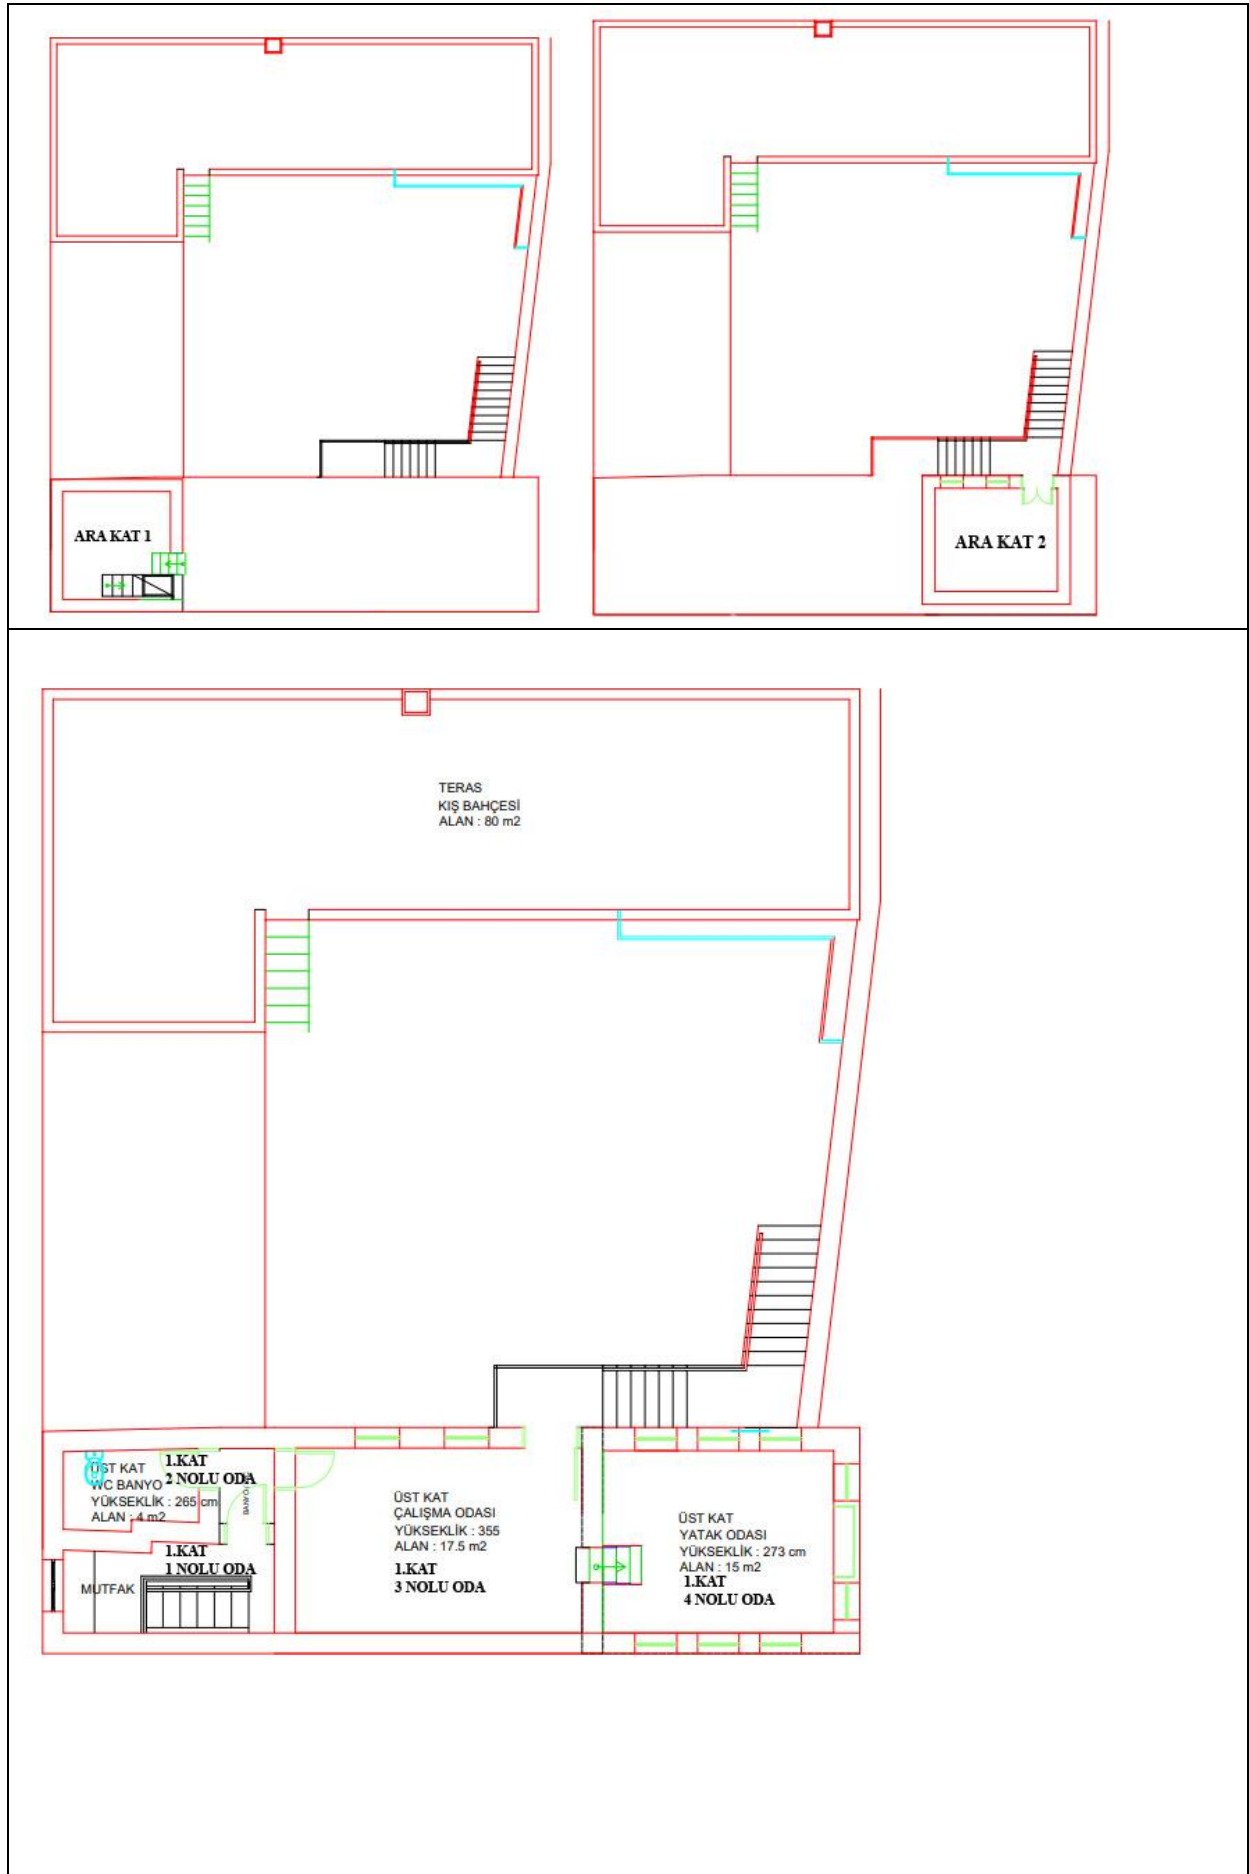 ARA KAT 1
ARA KAT 2
TERAS
KIŞ BAHÇESİ
ALAN : 80 m2
ÜST KAT
WC BANYO
YÜKSEKLİK : 265 cm
ALAN : 4 m2
1.KAT
2 NOLU ODA
BANYO
1.KAT
1 NOLU ODA
MUTFAK
ÜST KAT
ÇALIŞMA ODASI
YÜKSEKLİK : 355
ALAN : 17.5 m2
1.KAT
3 NOLU ODA
ÜST KAT
YATAK ODASI
YÜKSEKLİK : 273 cm
ALAN : 15 m2
1.KAT
4 NOLU ODA